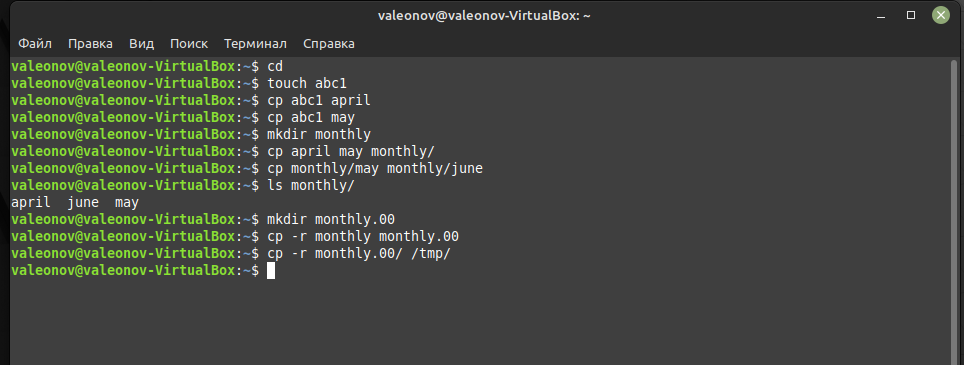 valeonov@valeonov-VirtualBox: ~
Файл Правка Вид Поиск Терминал Справка
valeonov@valeonov-VirtualBox:~$ cd
valeonov@valeonov-VirtualBox:~$ touch abc1
valeonov@valeonov-VirtualBox:~$ cp abc1 april
valeonov@valeonov-VirtualBox:~$ cp abc1 may
valeonov@valeonov-VirtualBox:~$ mkdir monthly
valeonov@valeonov-VirtualBox:~$ cp april may monthly/
valeonov@valeonov-VirtualBox:~$ cp monthly/may monthly/june
valeonov@valeonov-VirtualBox:~$ ls monthly/
april  june  may
valeonov@valeonov-VirtualBox:~$ mkdir monthly.00
valeonov@valeonov-VirtualBox:~$ cp -r monthly monthly.00
valeonov@valeonov-VirtualBox:~$ cp -r monthly.00/ /tmp/
valeonov@valeonov-VirtualBox:~$